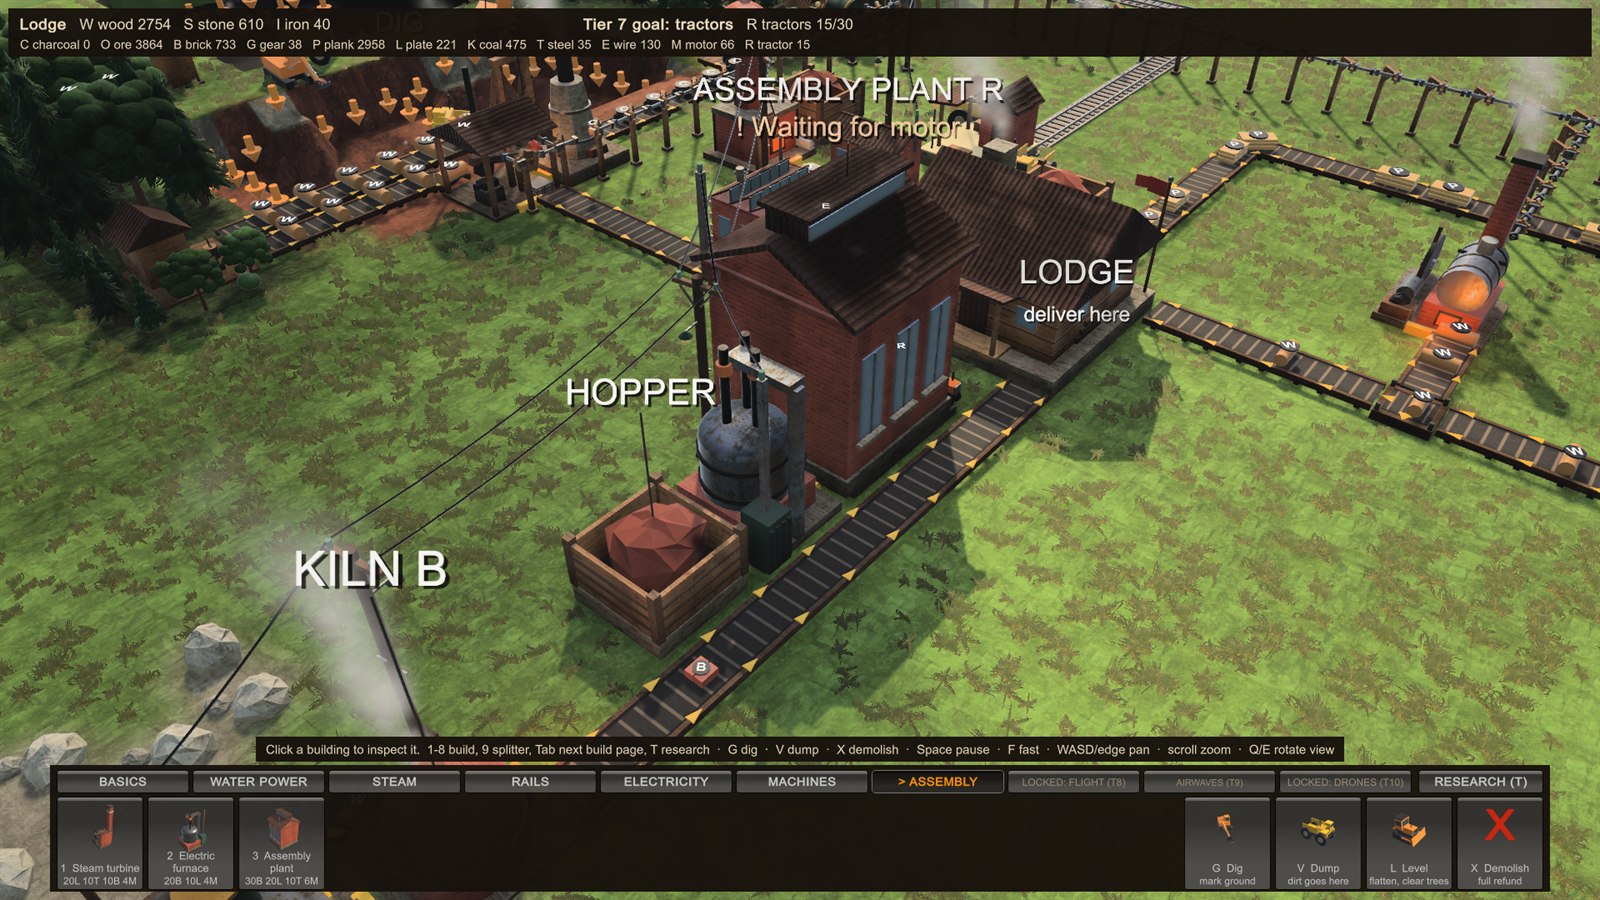 DIG
Lodge W wood 2754 S stone 610 I iron 40
Tier 7 goal: tractors R tractors 15/30
C charcoal 0 O ore 3864 B brick 733 G gear 38 P plank 2958 L plate 221 K coal 475 T steel 35 E wire 130 M motor 66 R tractor 15
ASSEMBLY PLANT R
! Waiting for motor
LODGE
deliver here
HOPPER
KILN B
E
R
B
Click a building to inspect it. 1-8 build, 9 splitter, Tab next build page, T research · G dig · V dump · X demolish · Space pause · F fast · WASD/edge pan · scroll zoom · Q/E rotate view
BASICS
WATER POWER
STEAM
RAILS
ELECTRICITY
MACHINES
> ASSEMBLY
LOCKED: FLIGHT (T8)
AIRWAVES (T9)
LOCKED: DRONES (T10)
RESEARCH (T)
1 Steam turbine
20L 10T 10B 4M
2 Electric
furnace
20B 10L 4M
3 Assembly
plant
30B 20L 10T 6M
G Dig
mark ground
V Dump
dirt goes here
L Level
flatten, clear trees
X Demolish
full refund